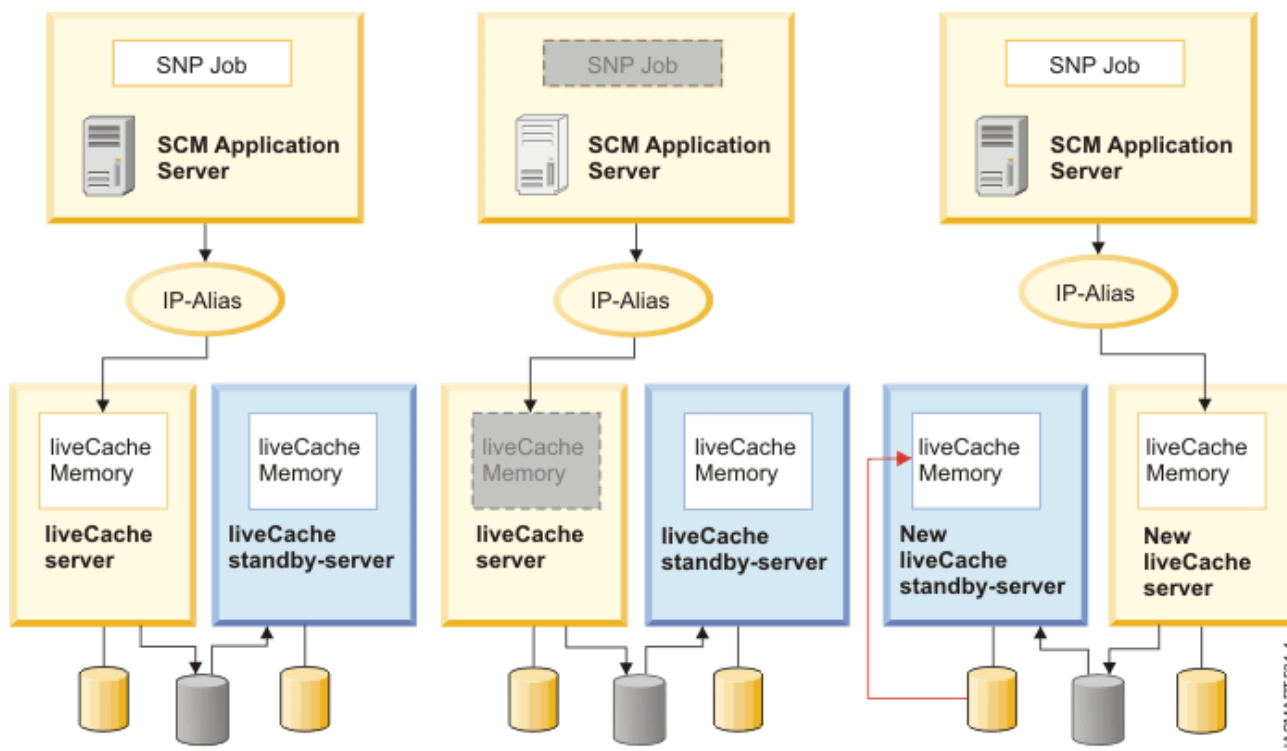 SNP Job
SCM Application
Server
IP-Alias
liveCache
Memory
liveCache
server
liveCache
Memory
liveCache
standby-server
SNP Job
SCM Application
Server
IP-Alias
liveCache
Memory
liveCache
server
liveCache
Memory
liveCache
standby-server
SNP Job
SCM Application
Server
IP-Alias
liveCache
Memory
New
liveCache
standby-server
liveCache
Memory
New
liveCache
server